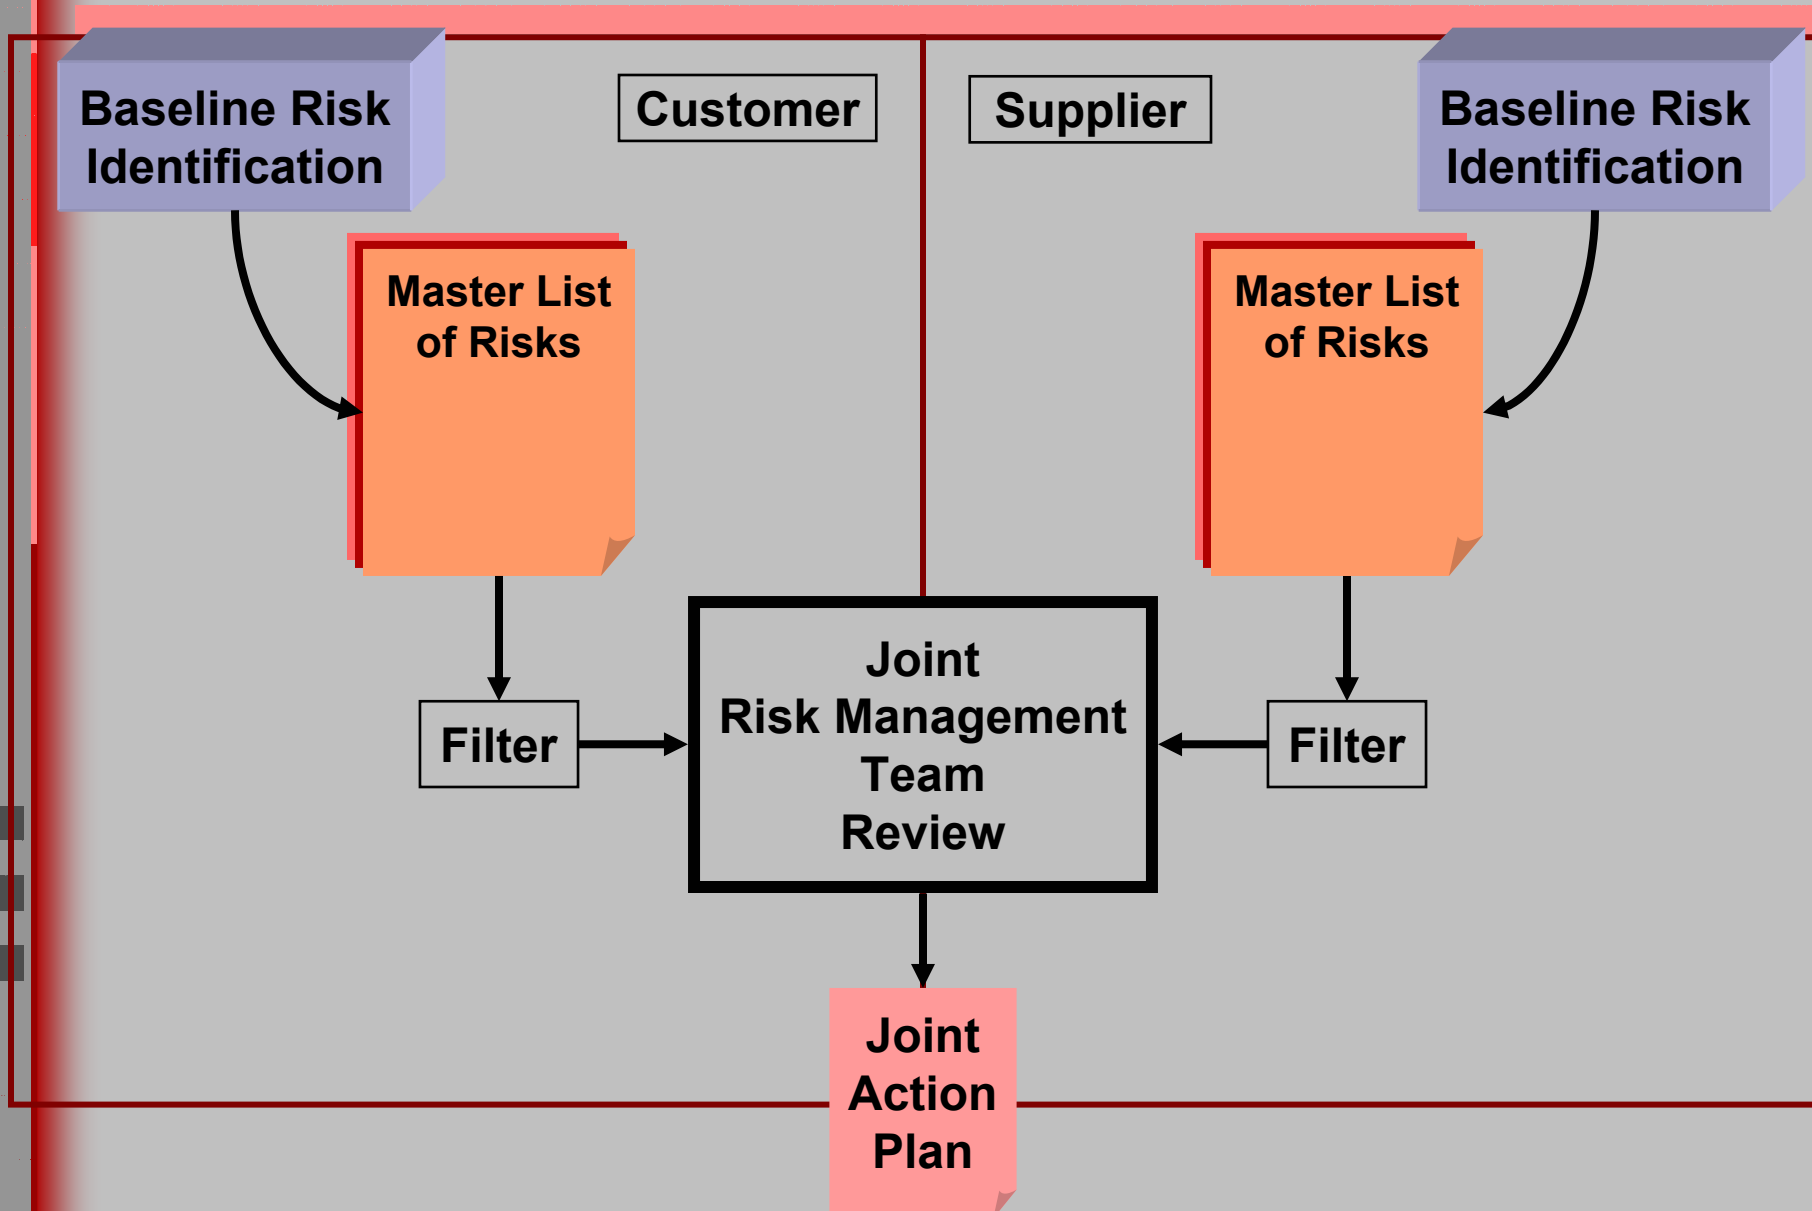 Baseline Risk
Identification
Customer
Supplier
Baseline Risk
Identification
Master List
of Risks
Master List
of Risks
Filter
Joint
Risk Management
Team
Review
Filter
Joint
Action
Plan